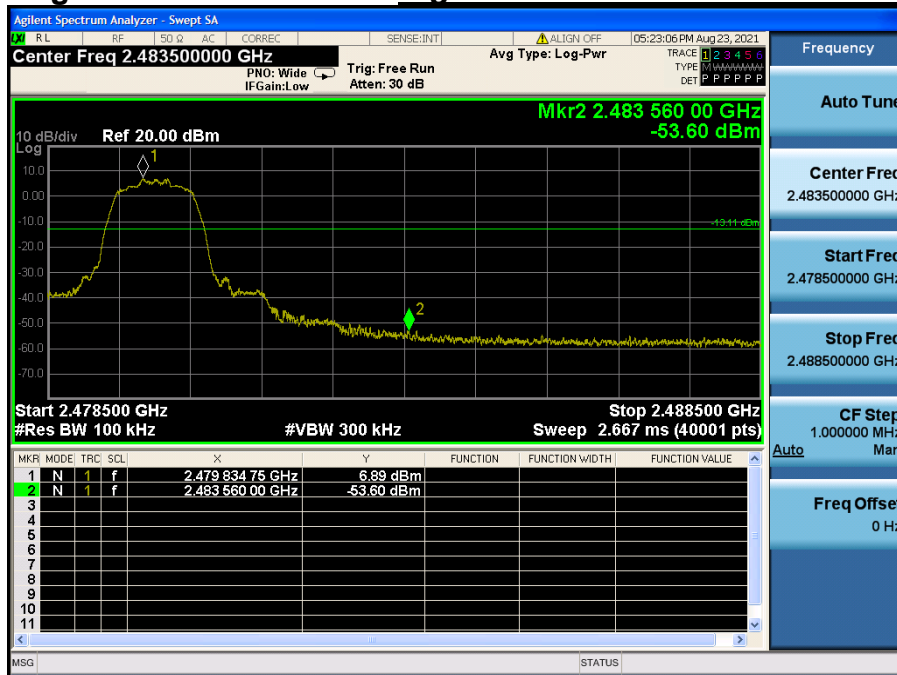 Agilent Spectrum Analyzer - Swept SA
RL RF 50 Ω AC CORREC SENSE:INT ALIGN OFF 05:23:06 PM Aug 23, 2021
Center Freq 2.483500000 GHz
PNO: Wide
IFGain:Low
Trig: Free Run
Atten: 30 dB
Avg Type: Log-Pwr
TRACE 1 2 3 4 5 6
TYPE M WWWWW
DET P P P P P P
Mkr2 2.483 560 00 GHz
-53.60 dBm
10 dB/div Ref 20.00 dBm
Log
1
10.0
0.00
-10.0
-13.11 dBm
-20.0
-30.0
-40.0
-50.0
2
-60.0
-70.0
Start 2.478500 GHz Stop 2.488500 GHz
#Res BW 100 kHz #VBW 300 kHz Sweep 2.667 ms (40001 pts)
MKR MODE TRC SCL X Y FUNCTION FUNCTION WIDTH FUNCTION VALUE
1 N 1 f 2.479 834 75 GHz 6.89 dBm
2 N 1 f 2.483 560 00 GHz -53.60 dBm
3
4
5
6
7
8
9
10
11
MSG STATUS
Frequency
Auto Tune
Center Freq
2.483500000 GHz
Start Freq
2.478500000 GHz
Stop Freq
2.488500000 GHz
CF Step
1.000000 MHz
Auto Man
Freq Offset
0 Hz